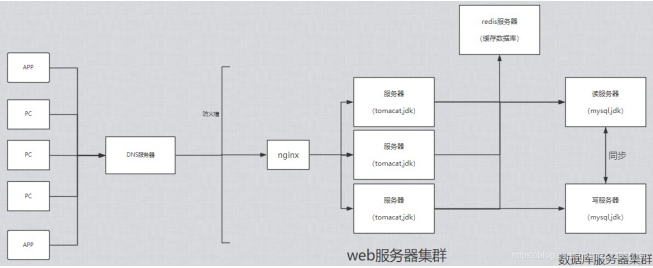 redis服务器
(缓存数据库)
APP
PC
PC
PC
APP
DNS服务器
防火墙
nginx
服务器
(tomacat,jdk)
服务器
(tomacat,jdk)
服务器
(tomacat,jdk)
读服务器
(mysql,jdk)
同步
写服务器
(mysql,jdk)
web服务器集群
数据库服务器集群